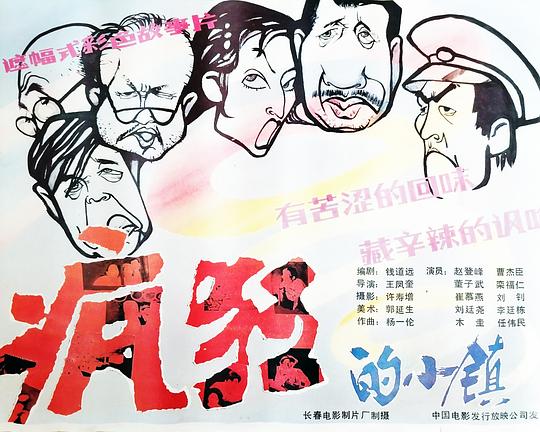 遮幅式彩色故事片
有苦涩的回味
藏辛辣的讽
疯
的小镇
编剧：钱道远 演员：赵登峰 曹杰臣
导演：王凤奎 董子武 栾福仁
摄影：许寿增 崔慕燕 刘钊
美术：郭延生 刘廷尧 李廷栋
作曲：杨一伦 木圭 任伟民
长春电影制片厂制摄 中国电影发行放映公司发